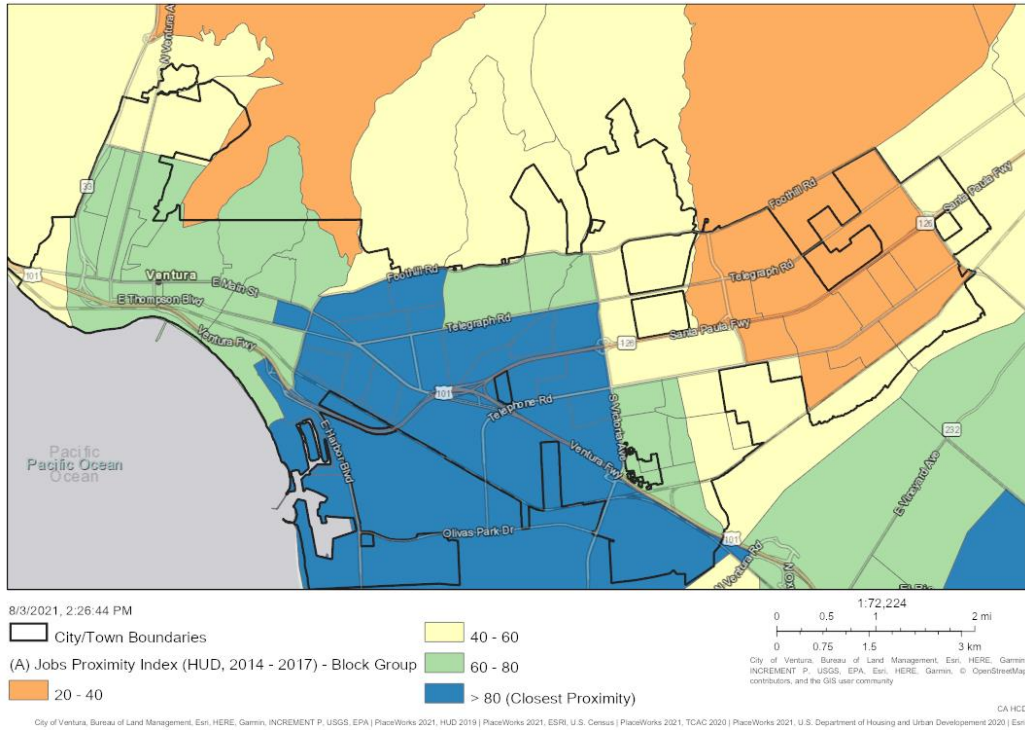 N Ventura A
33
Foothill Rd
126
Santa Paula Fwy
101
Ventura
E Main St
E Thompson Blvd
Foothill Rd
Telegraph Rd
Telegraph Rd
Ventura Fwy
126
Santa Paula Fwy
101
Telephone Rd
S Victoria Ave
232
Pacific
Pacific Ocean
Ocean
E Harbor Blvd
Ventura Fwy
E Vineyard Ave
Olivas Park Dr
101
N Ventura Rd
8/3/2021, 2:26:44 PM
City/Town Boundaries
(A) Jobs Proximity Index (HUD, 2014 - 2017) - Block Group
20 - 40
40 - 60
60 - 80
> 80 (Closest Proximity)
1:72,224
0 0.5 1 2 mi
0 0.75 1.5 3 km
City of Ventura, Bureau of Land Management, Esri, HERE, Garmin,
INCREMENT P, USGS, EPA, Esri, HERE, Garmin, © OpenStreetMap
contributors, and the GIS user community
CA HCD
City of Ventura, Bureau of Land Management, Esri, HERE, Garmin, INCREMENT P, USGS, EPA | PlaceWorks 2021, HUD 2019 | PlaceWorks 2021, ESRI, U.S. Census | PlaceWorks 2021, TCAC 2020 | PlaceWorks 2021, U.S. Department of Housing and Urban Developement 2020 | Esri